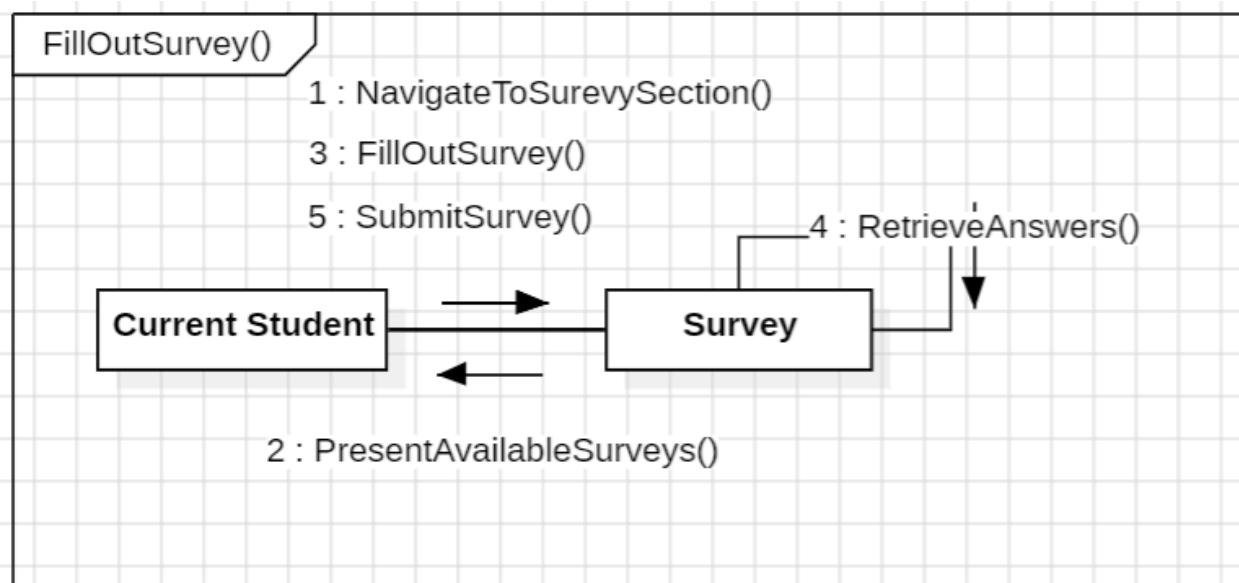 FillOutSurvey()
1 : NavigateToSurevySection()
3 : FillOutSurvey()
5 : SubmitSurvey()
4 : RetrieveAnswers()
Current Student
Survey
2 : PresentAvailableSurveys()